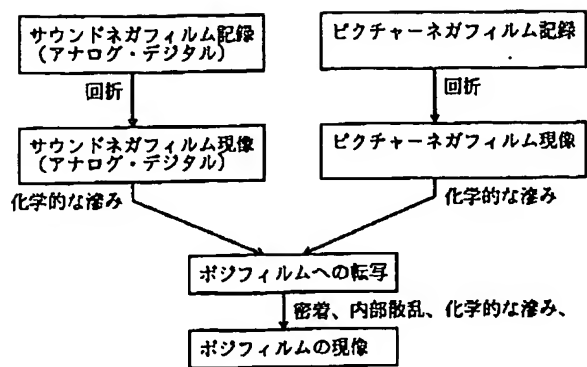 サウンドネガフィルム記録
(アナログ・デジタル)
ピクチャーネガフィルム記録
回折
回折
サウンドネガフィルム現像
(アナログ・デジタル)
ピクチャーネガフィルム現像
化学的な滲み
化学的な滲み
ポジフィルムへの転写
密着、内部散乱、化学的な滲み、
ポジフィルムの現像